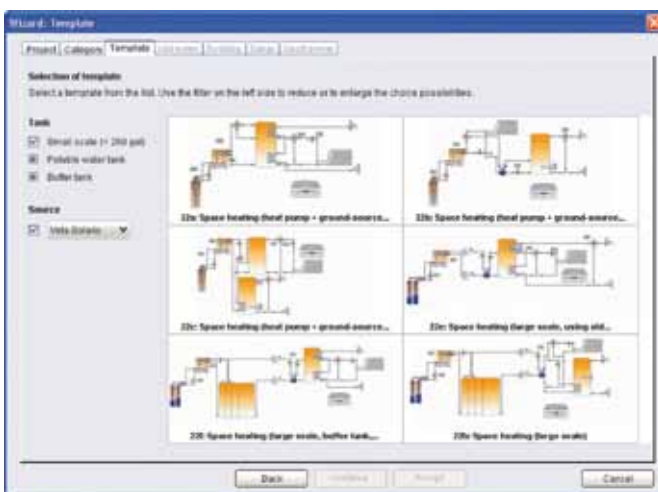 Wizard: Template
Project Category Template
Selection of template
Select a template from the list. Use the filter on the left side to reduce or to enlarge the choice possibilities.
Tank
Small scale (< 260 gal)
Potable water tank
Buffer tank
Source
22a: Space heating (heat pump + ground-source...
22b: Space heating (heat pump + ground-source...
22c: Space heating (heat pump + ground-source...
22e: Space heating (large scale, using old...
22f: Space heating (large scale, buffer tank,...
Space heating (large scale)
Back
Cancel